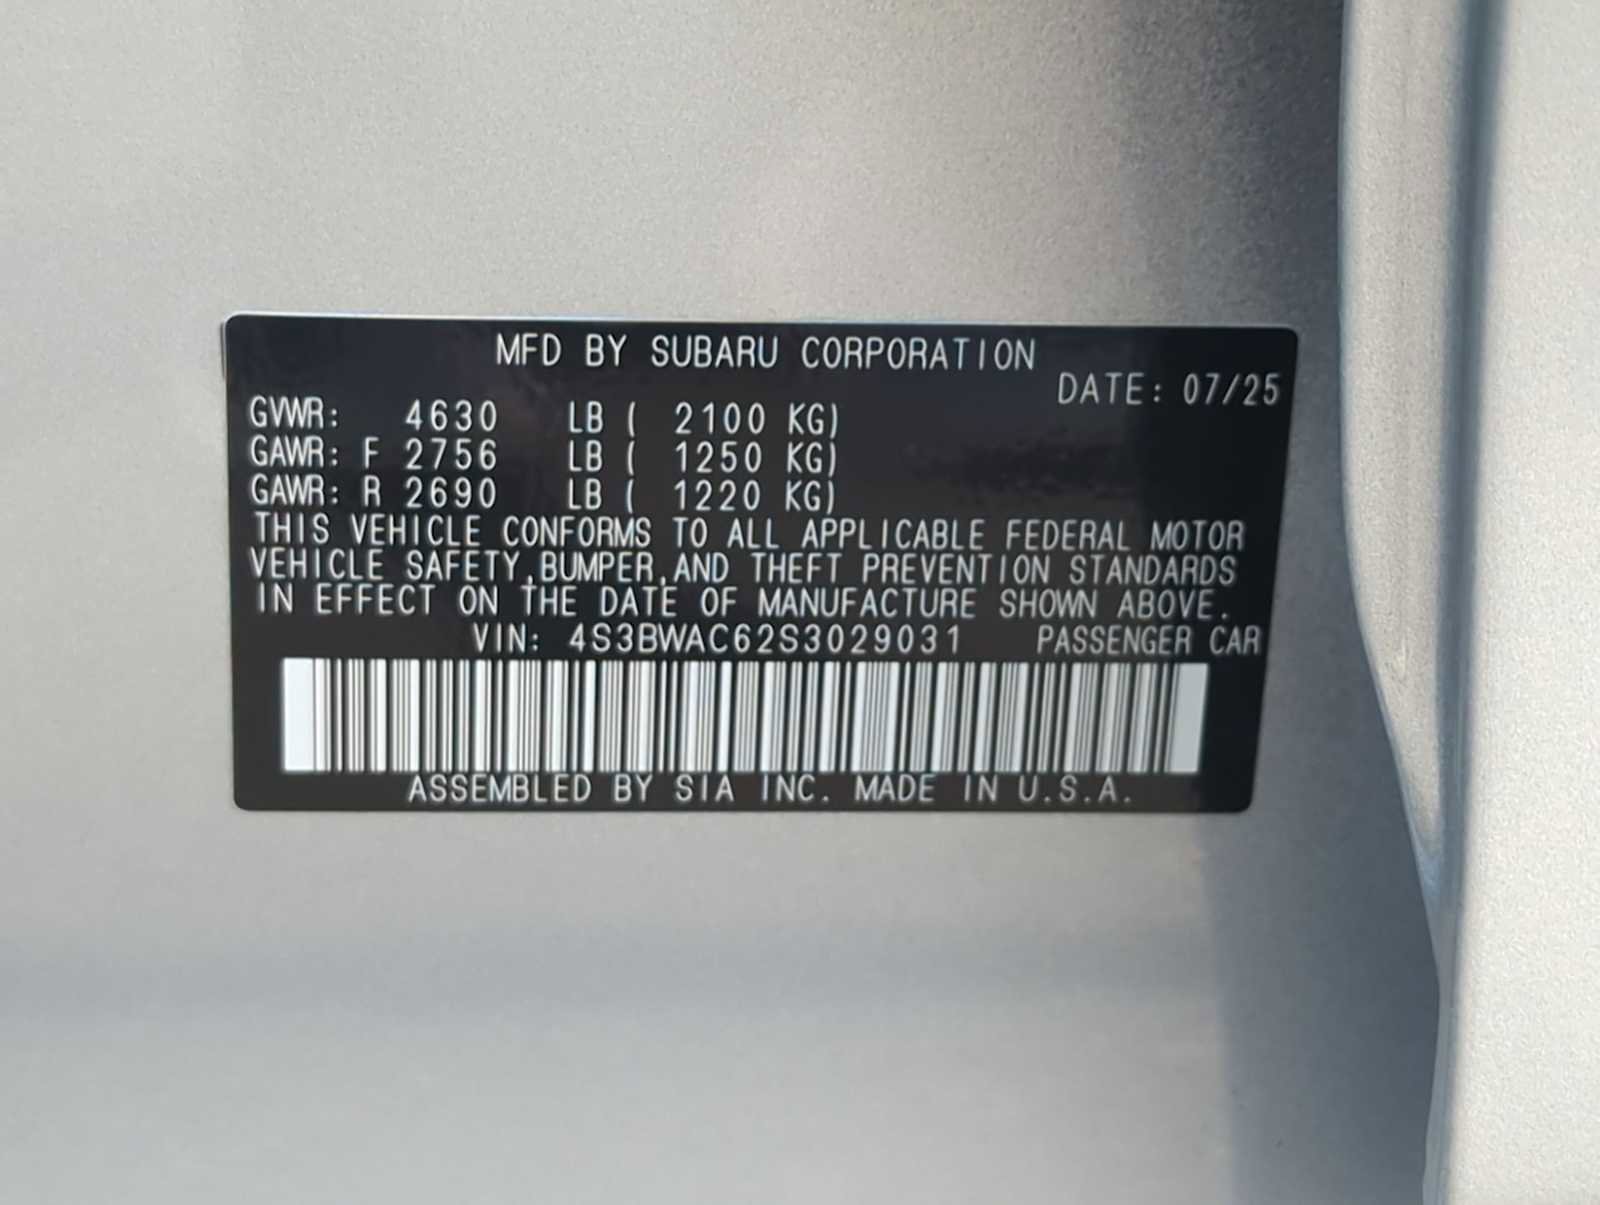 MFD BY SUBARU CORPORATION
DATE: 07/25
GVWR: 4630 LB ( 2100 KG)
GAWR: F 2756 LB ( 1250 KG)
GAWR: R 2690 LB ( 1220 KG)
THIS VEHICLE CONFORMS TO ALL APPLICABLE FEDERAL MOTOR
VEHICLE SAFETY,BUMPER,AND THEFT PREVENTION STANDARDS
IN EFFECT ON THE DATE OF MANUFACTURE SHOWN ABOVE.
VIN: 4S3BWAC62S3029031 PASSENGER CAR
ASSEMBLED BY SIA INC. MADE IN U.S.A.